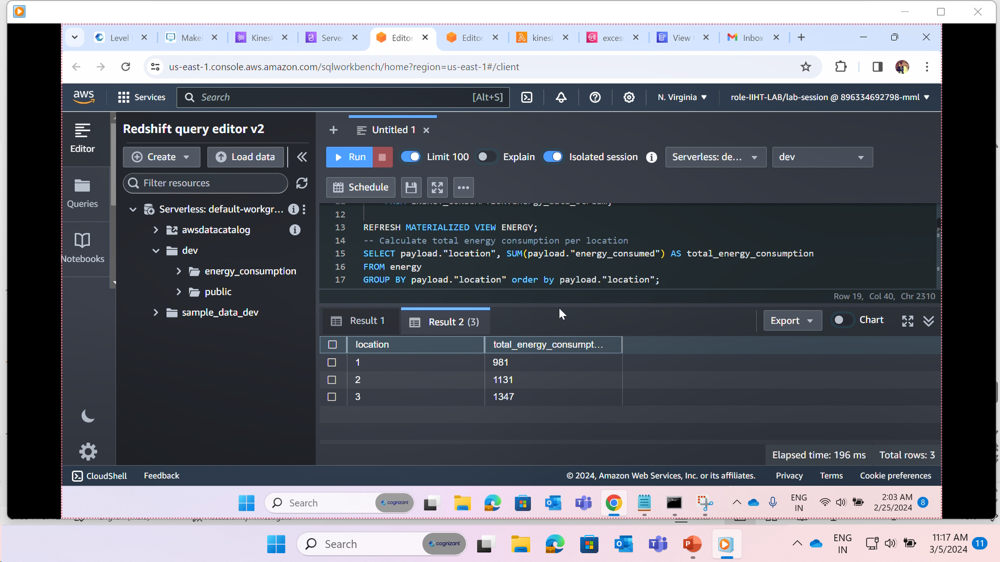 Level
Make
Kinesi
Serve
Editor
Editor
kinesi
exces
View
Inbox
us-east-1.console.aws.amazon.com/sqlworkbench/home?region=us-east-1#/client
aws
Services
Search
[Alt+S]
N. Virginia
role-IIHT-LAB/lab-session @ 896334692798-mml
Editor
Queries
Notebooks
Redshift query editor v2
Create
Load data
Filter resources
Serverless: default-workgr...
awsdatacatalog
dev
energy_consumption
public
sample_data_dev
Untitled 1
Run
Limit 100
Explain
Isolated session
Serverless: de...
dev
Schedule
12
13 REFRESH MATERIALIZED VIEW ENERGY;
14 -- Calculate total energy consumption per location
15 SELECT payload."location", SUM(payload."energy_consumed") AS total_energy_consumption
16 FROM energy
17 GROUP BY payload."location" order by payload."location";
Row 19, Col 40, Chr 2310
Result 1
Result 2 (3)
Export
Chart
location total_energy_consumpt...
1 981
2 1131
3 1347
Elapsed time: 196 ms Total rows: 3
CloudShell
Feedback
© 2024, Amazon Web Services, Inc. or its affiliates.
Privacy
Terms
Cookie preferences
Search
cognizant
ENG
IN
2:03 AM
2/25/2024
8
Search
cognizant
ENG
IN
11:17 AM
3/5/2024
11